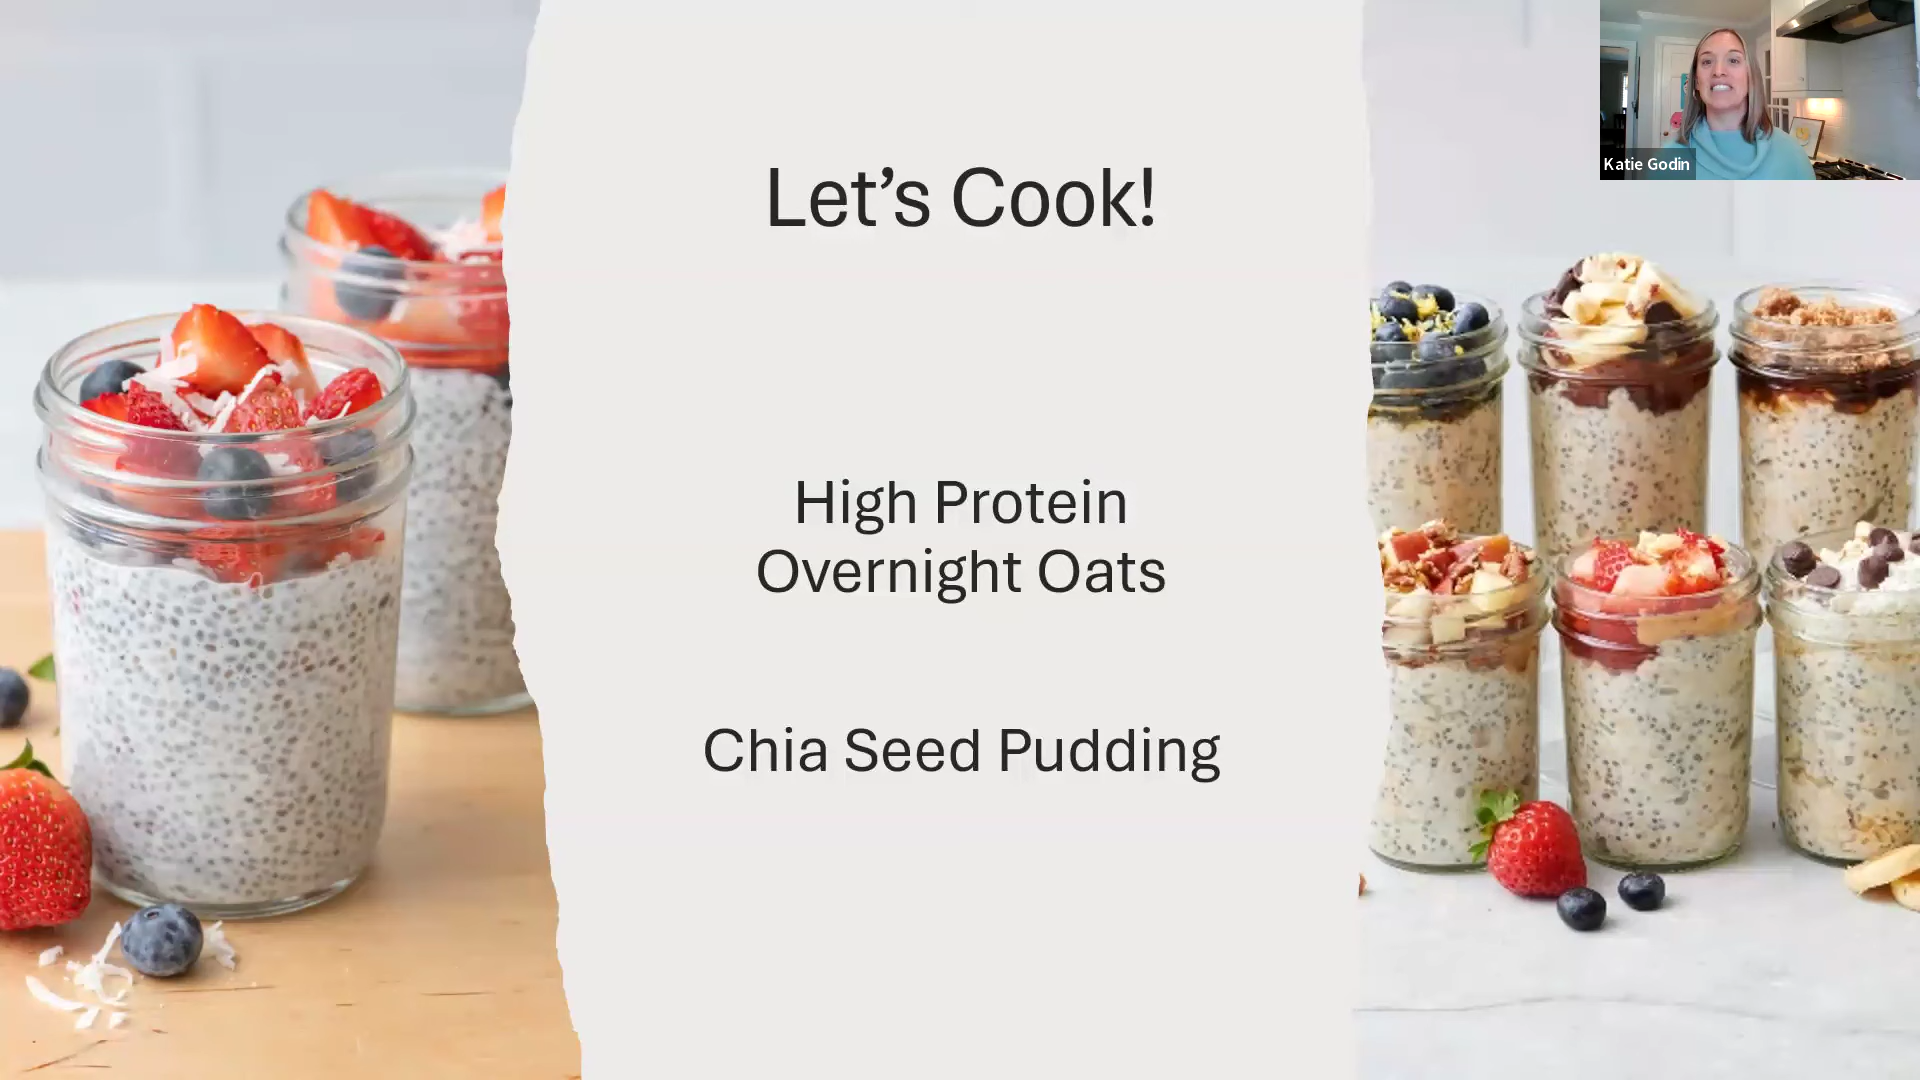 Let’s Cook!
High Protein
Overnight Oats
Chia Seed Pudding
Katie Godin